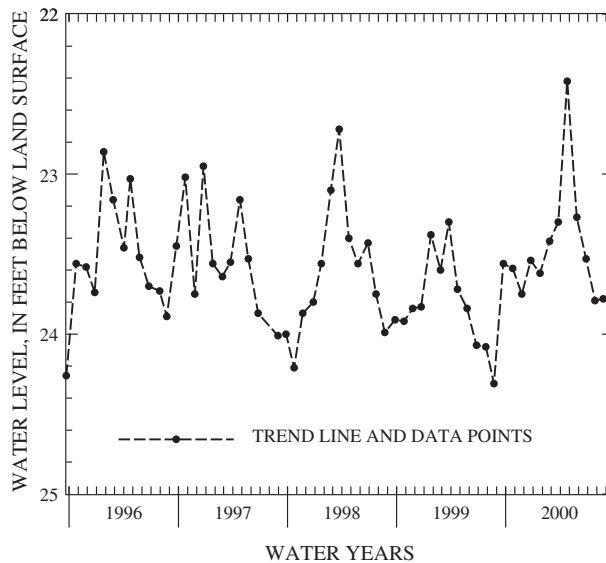 WATER LEVEL, IN FEET BELOW LAND SURFACE
22
23
24
25
TREND LINE AND DATA POINTS
1996 1997 1998 1999 2000
WATER YEARS